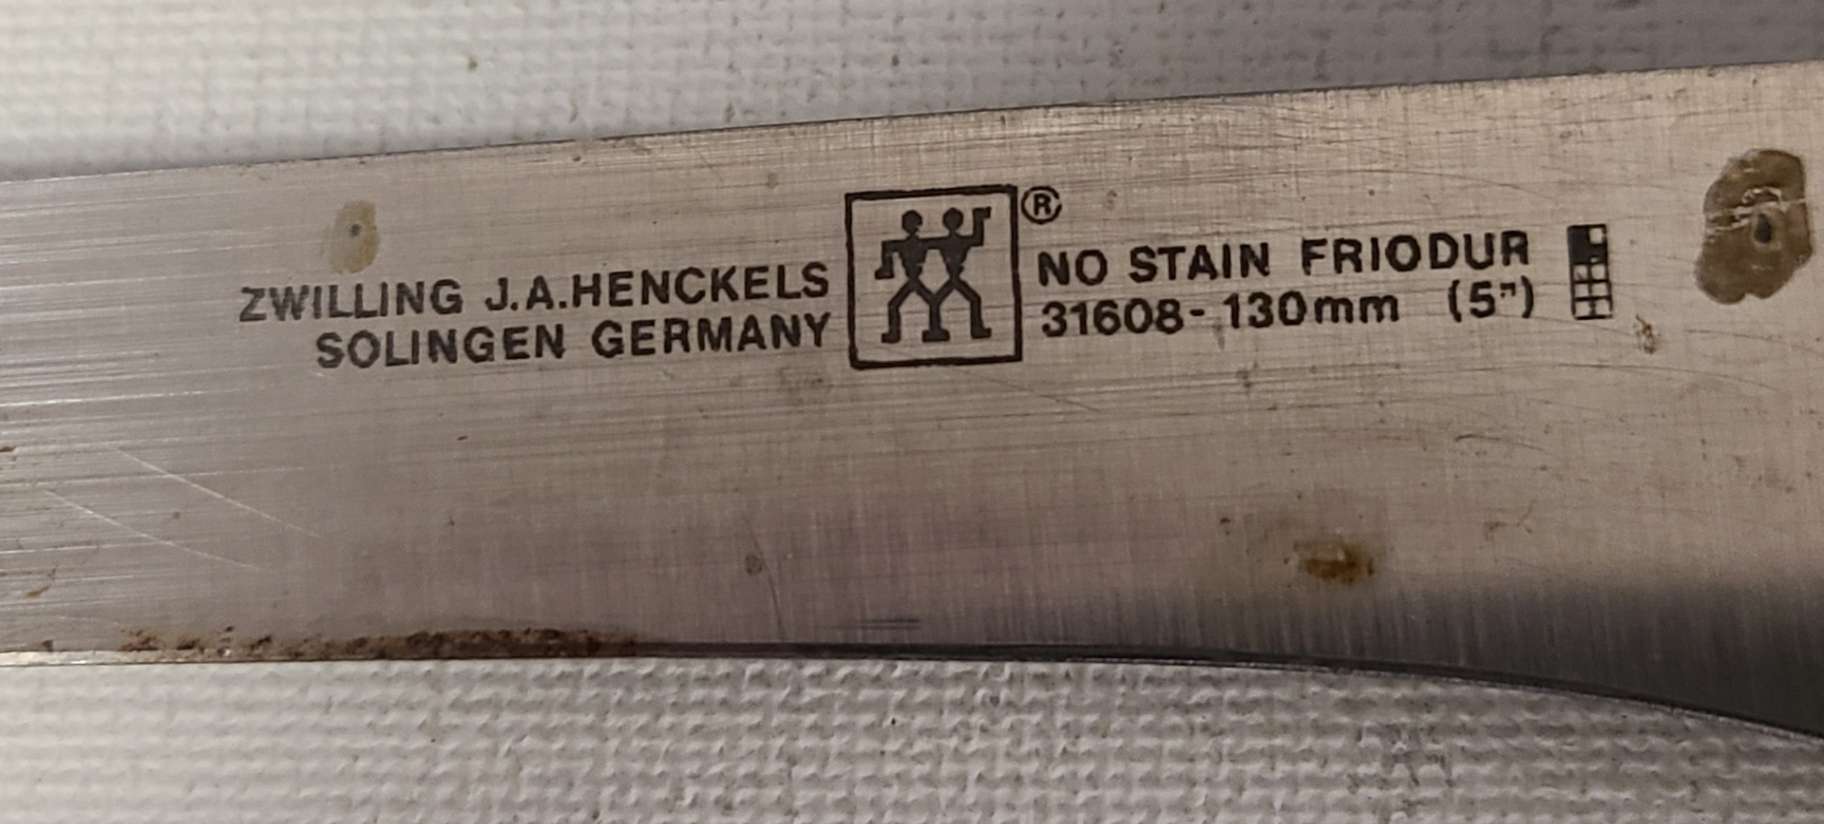 ZWILLING J.A.HENCKELS
SOLINGEN GERMANY
®
NO STAIN FRIODUR
31608-130mm (5")